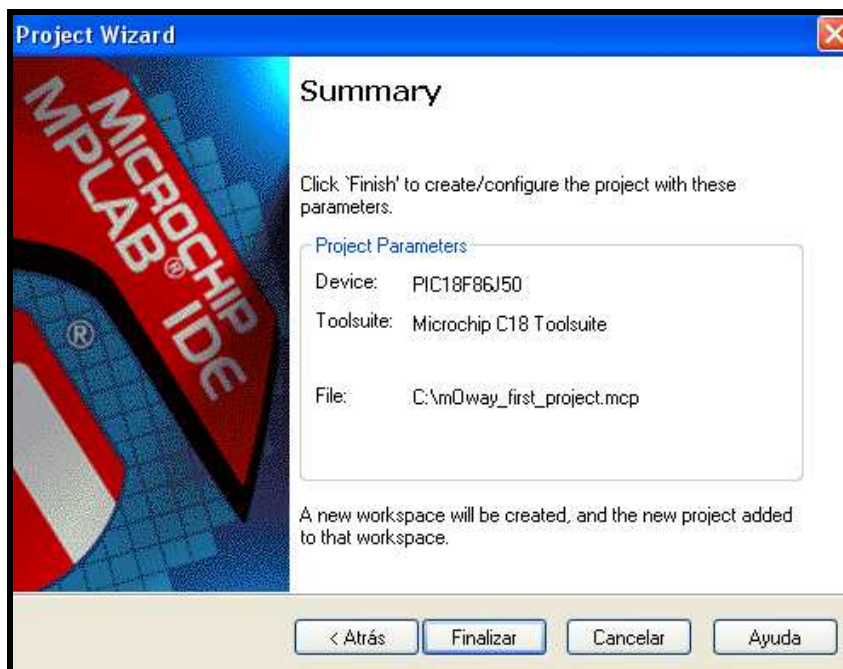 Project Wizard
MICROCHIP
MPLAB® IDE
®
Summary
Click `Finish' to create/configure the project with these
parameters.
Project Parameters
Device: PIC18F86J50
Toolsuite: Microchip C18 Toolsuite
File: C:\mOway_first_project.mcp
A new workspace will be created, and the new project added
to that workspace.
< Atrás Finalizar Cancelar Ayuda